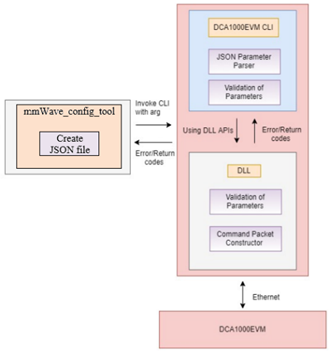 DCA1000EVM CLI
JSON Parameter
Parser
Validation of
Parameters
mmWave_config_tool
Create
JSON file
Invoke CLI
with arg
Error/Return
codes
Using DLL APIs
Error/Return
codes
DLL
Validation of
Parameters
Command Packet
Constructor
Ethernet
DCA1000EVM